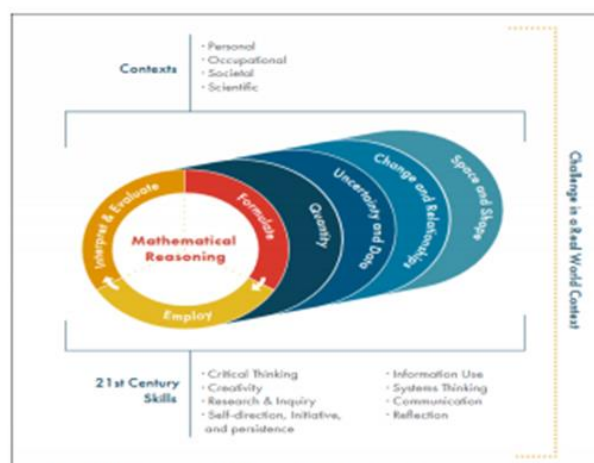 Contexts
· Personal
· Occupational
· Societal
· Scientific
Interpret & Evaluate
Formulate
Employ
Mathematical
Reasoning
Quantity
Uncertainty and Data
Change and Relationships
Space and Shape
Challenge in a Real World Context
21st Century
Skills
· Critical Thinking
· Creativity
· Research & Inquiry
· Self-direction, Initiative,
and persistence
· Information Use
· Systems Thinking
· Communication
· Reflection